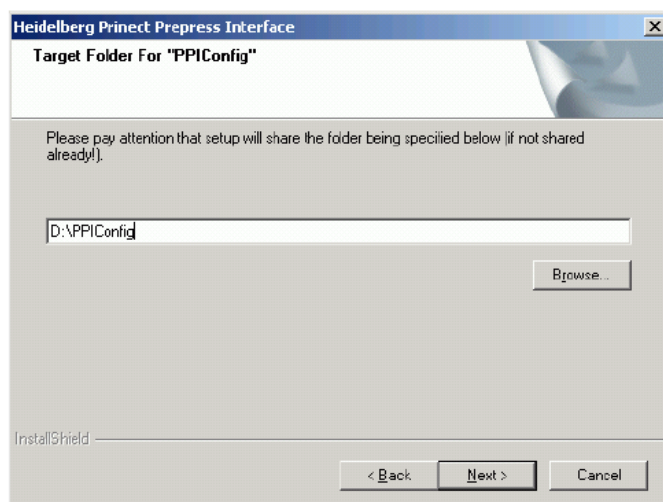 Heidelberg Prinect Prepress Interface
Target Folder For "PPIConfig"
Please pay attention that setup will share the folder being specified below (if not shared
already!).
D:\PPIConfig
Browse...
InstallShield
< Back
Next >
Cancel